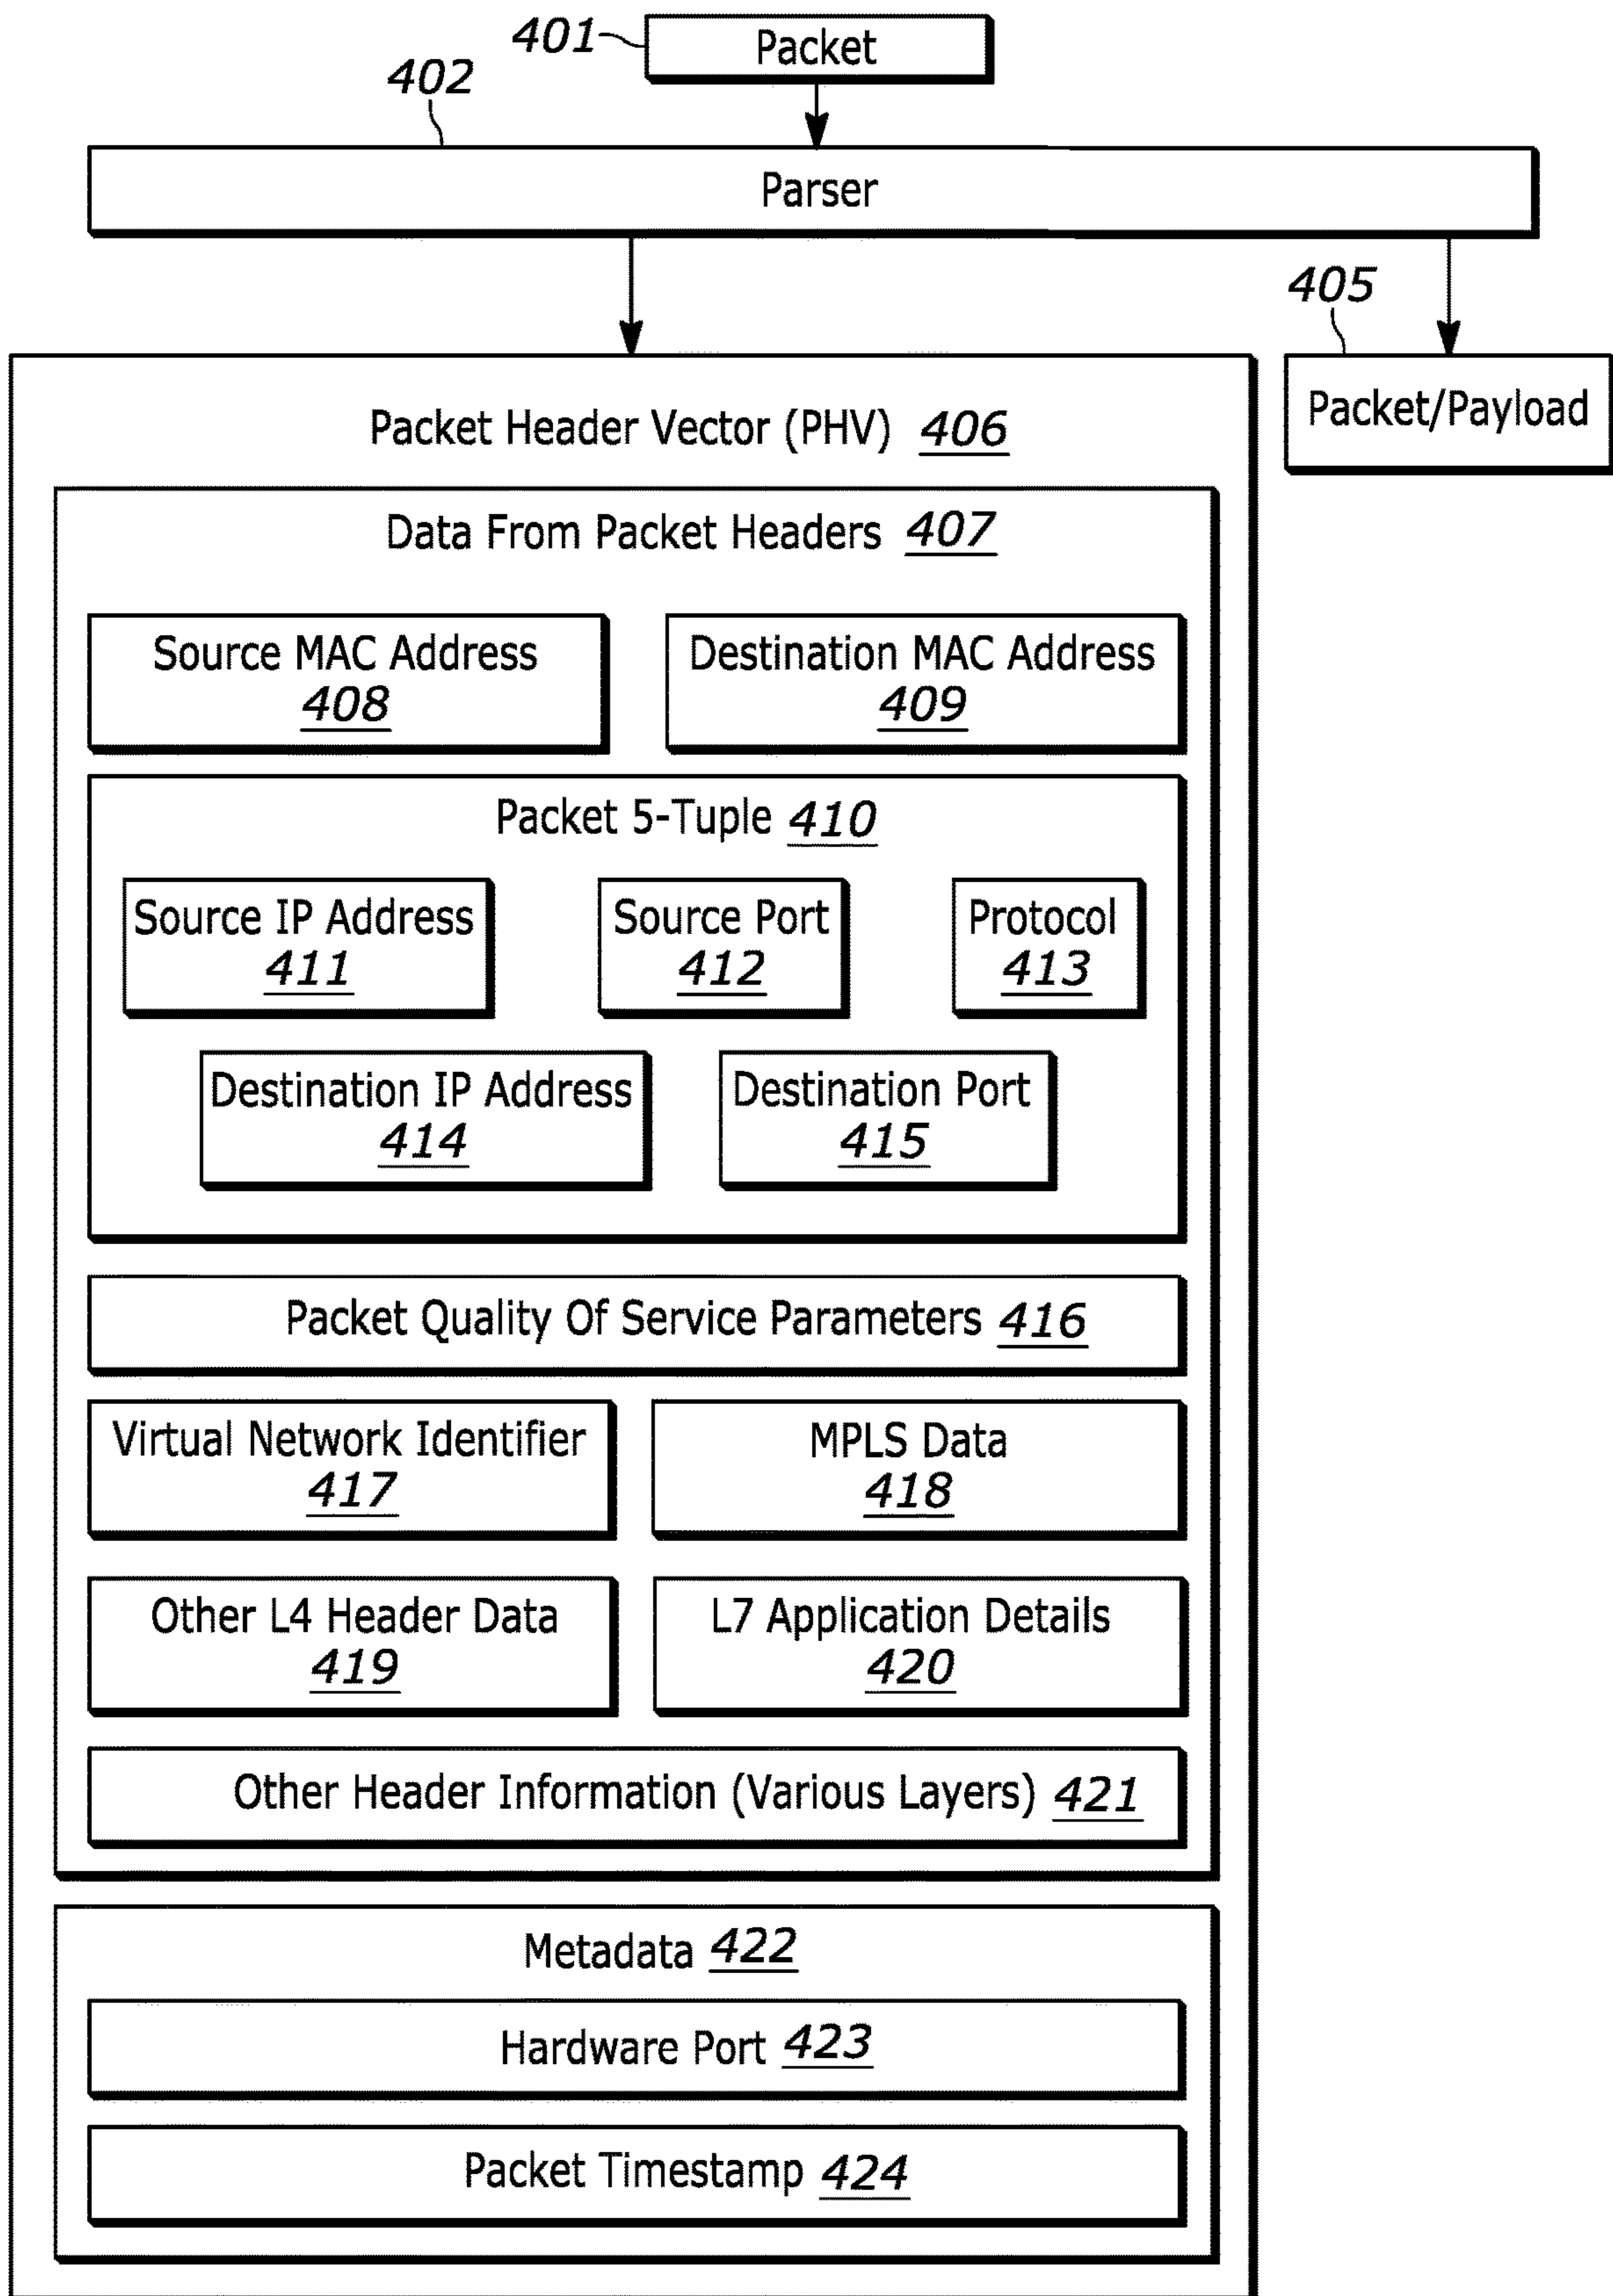 401
Packet
402
Parser
405
Packet/Payload
Packet Header Vector (PHV) 406
Data From Packet Headers 407
Source MAC Address
408
Destination MAC Address
409
Packet 5-Tuple 410
Source IP Address
411
Source Port
412
Protocol
413
Destination IP Address
414
Destination Port
415
Packet Quality Of Service Parameters 416
Virtual Network Identifier
417
MPLS Data
418
Other L4 Header Data
419
L7 Application Details
420
Other Header Information (Various Layers) 421
Metadata 422
Hardware Port 423
Packet Timestamp 424